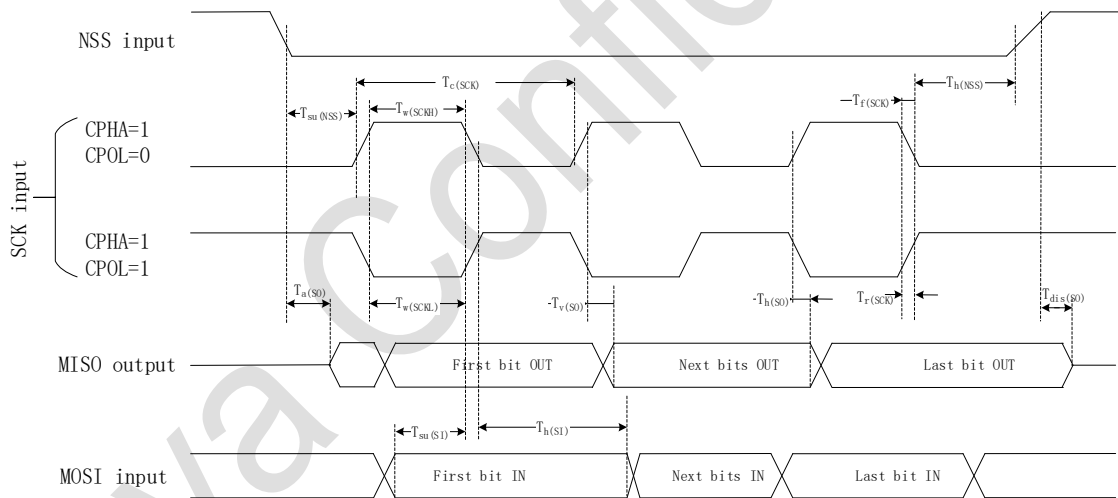 NSS input
Tc(SCK)
Tsu(NSS)
Tw(SCKH)
Tf(SCK)
Th(NSS)
SCK input
CPHA=1
CPOL=0
CPHA=1
CPOL=1
Ta(SO)
Tw(SCKL)
Tv(SO)
Th(SO)
Tr(SCK)
Tdis(SO)
MISO output
First bit OUT
Next bits OUT
Last bit OUT
Tsu(SI)
Th(SI)
MOSI input
First bit IN
Next bits IN
Last bit IN